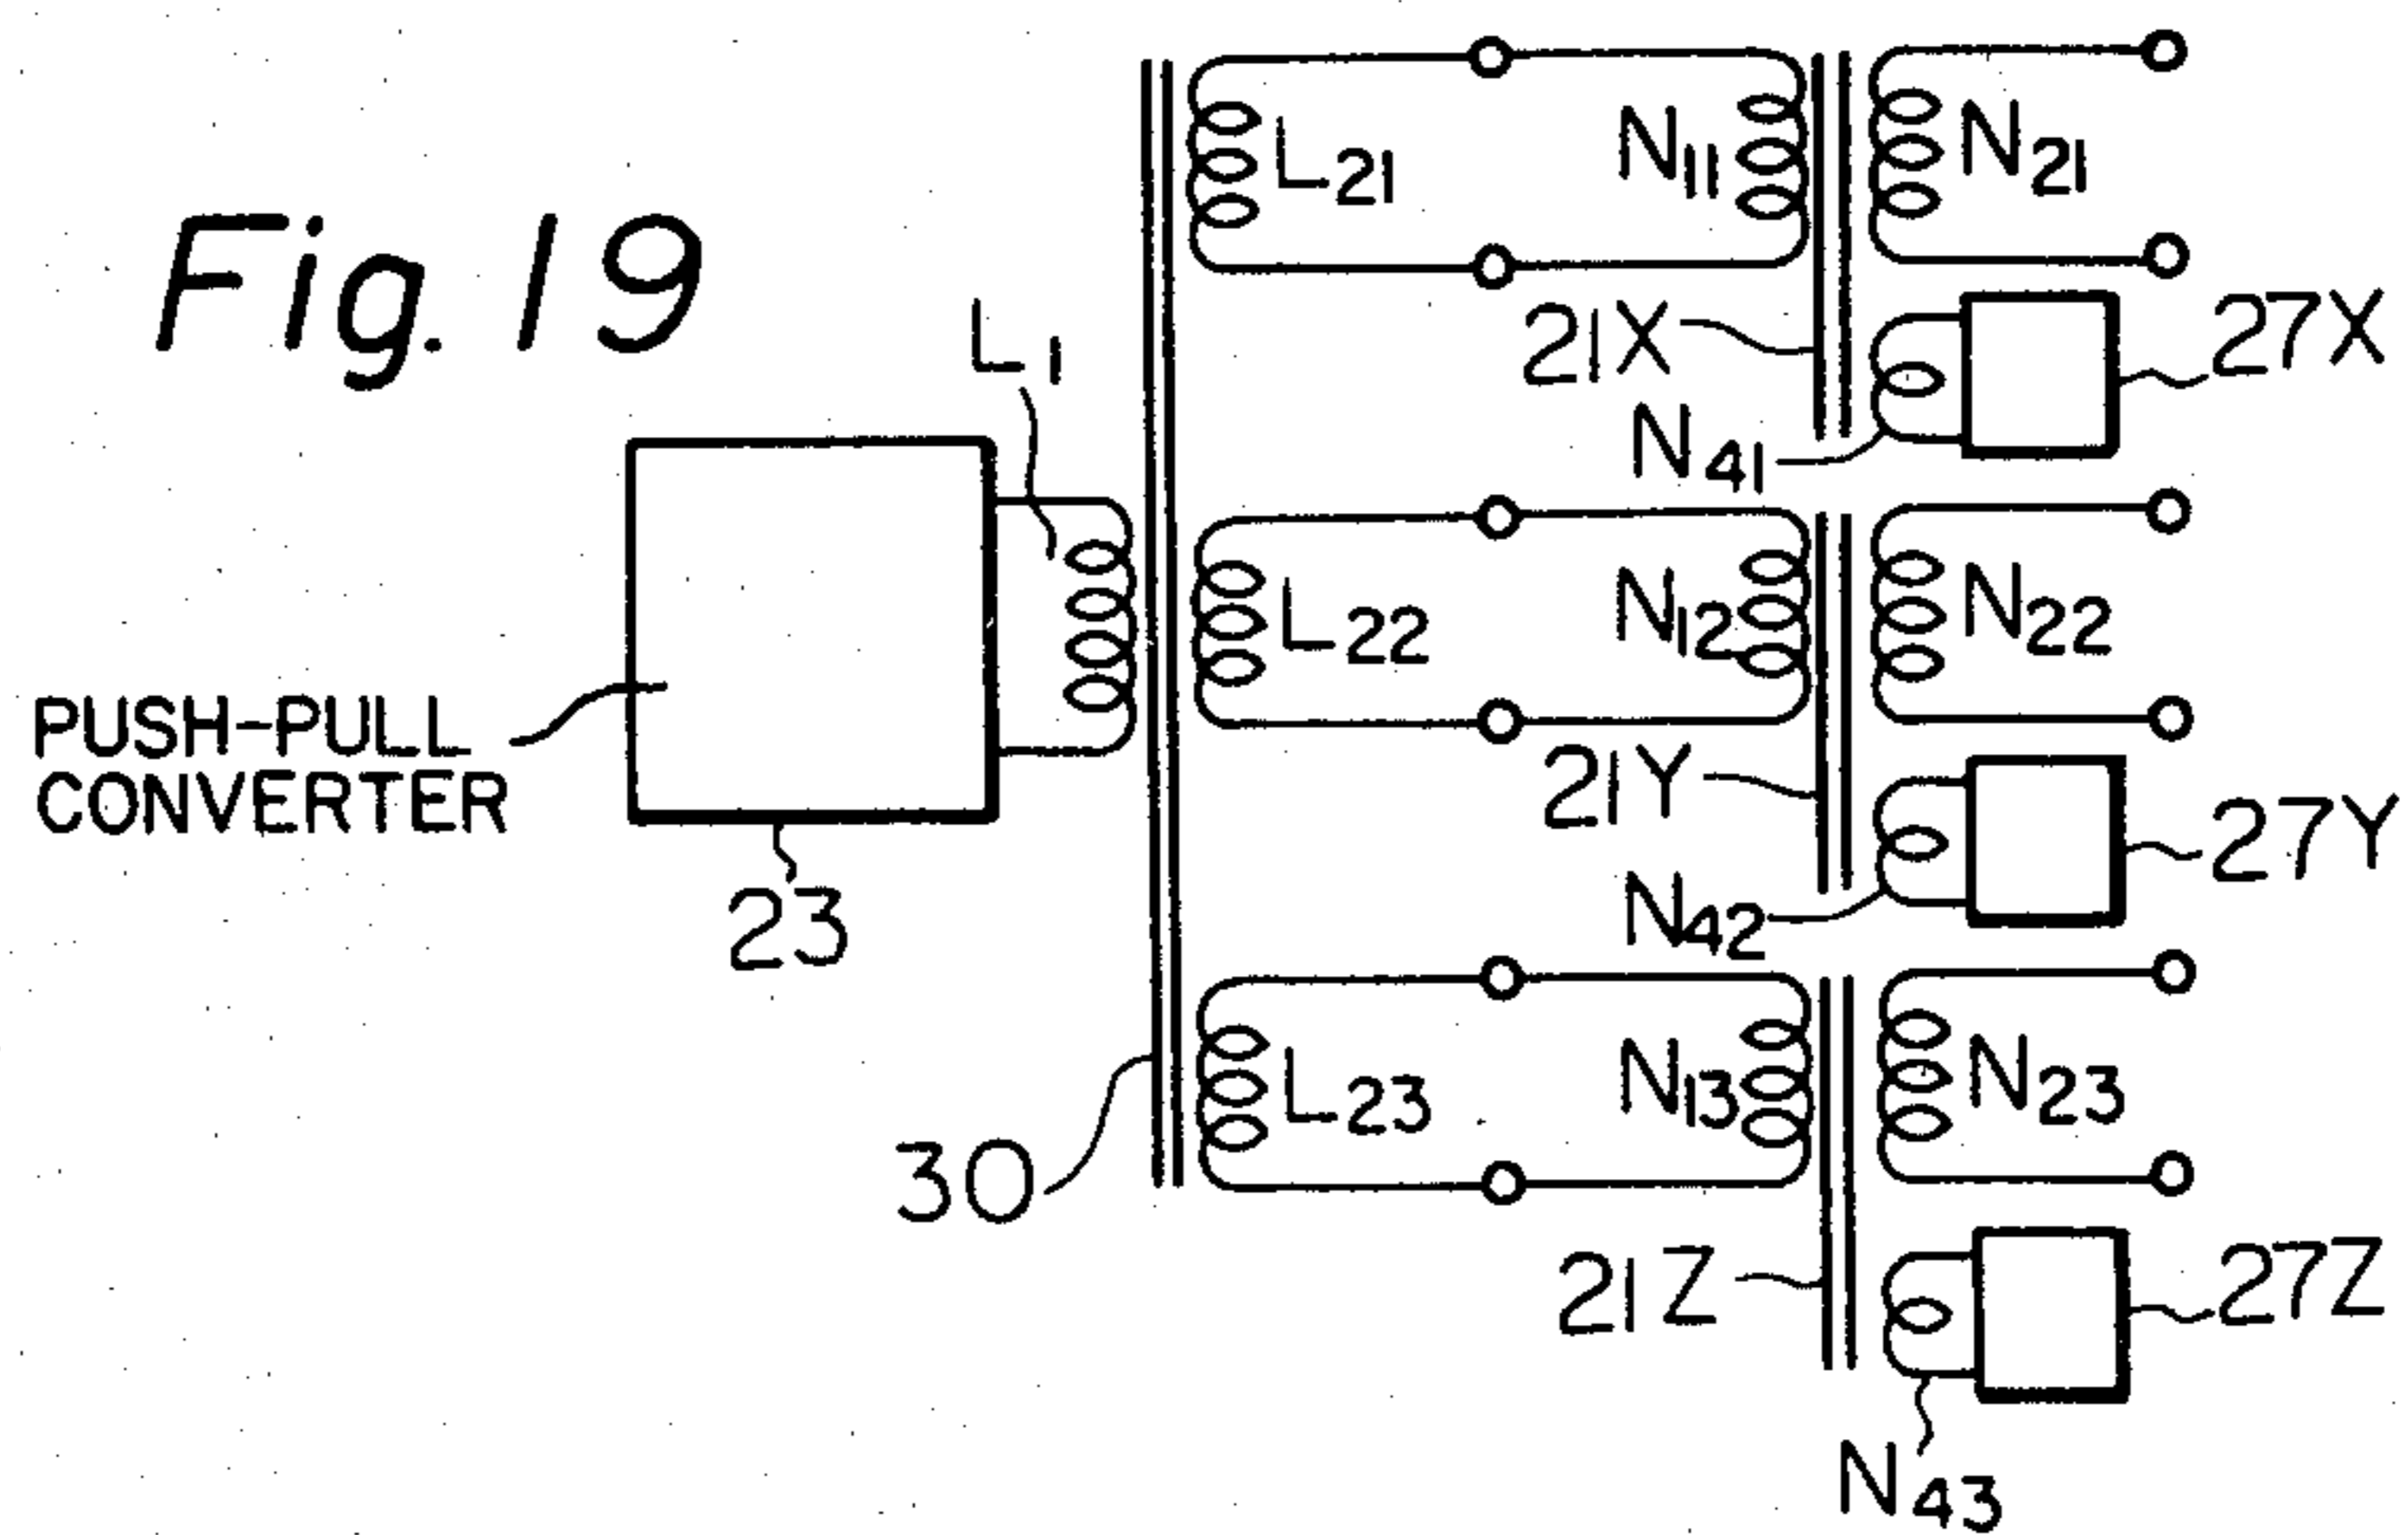 Fig. 19
L21
N11
N21
21X
27X
L1
N41
L22
N12
N22
PUSH-PULL
CONVERTER
21Y
27Y
23
N42
L23
N13
N23
30
21Z
27Z
N43